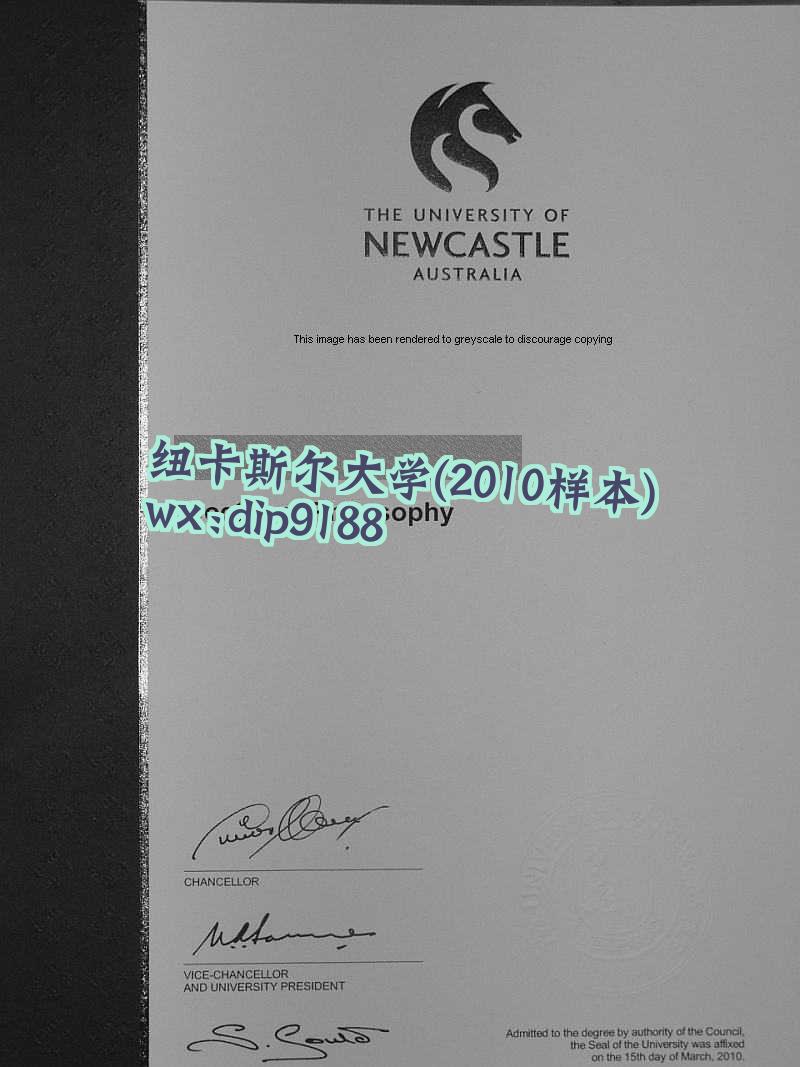 THE UNIVERSITY OF
NEWCASTLE
AUSTRALIA
This image has been rendered to greyscale to discourage copying
纽卡斯尔大学(2010样本)
wx:dip9188
sophy
CHANCELLOR
VICE-CHANCELLOR
AND UNIVERSITY PRESIDENT
Admitted to the degree by authority of the Council,
the Seal of the University was affixed
on the 15th day of March, 2010.